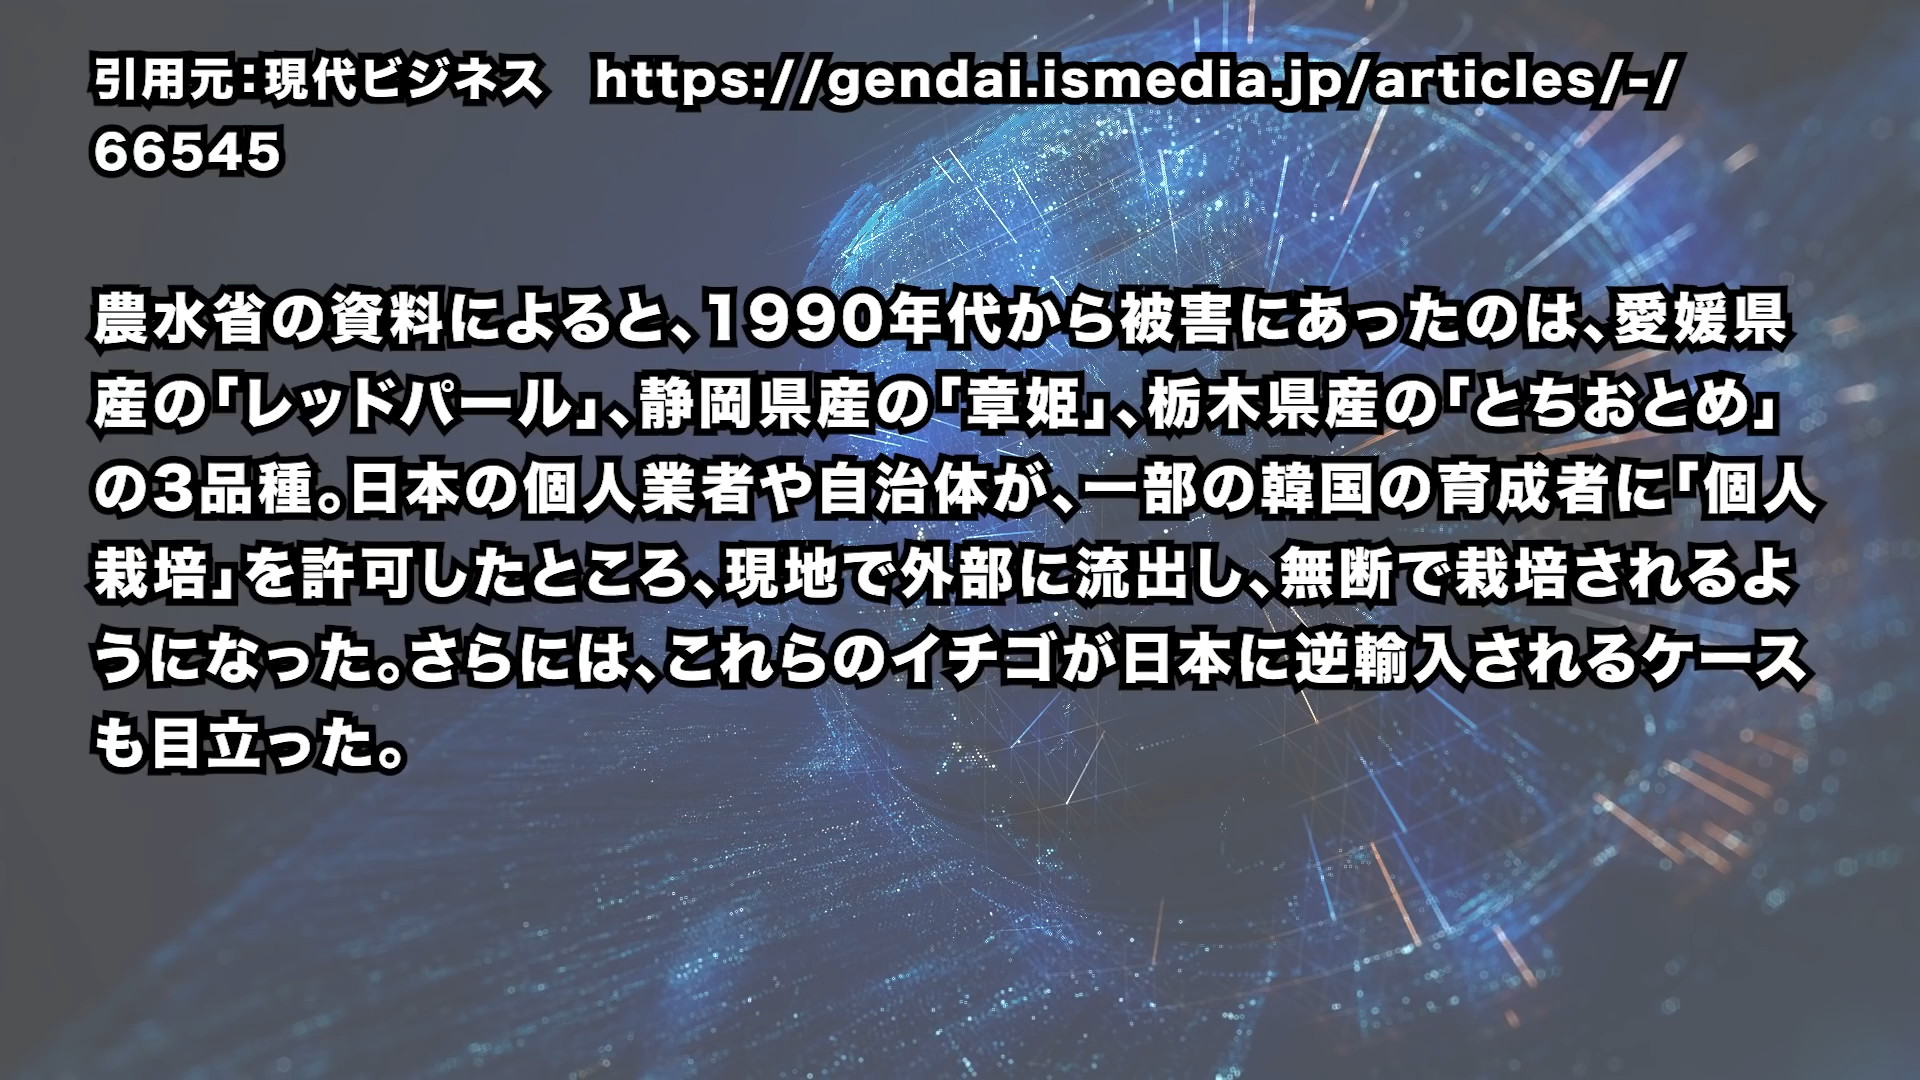 引用元：現代ビジネス　https://gendai.ismedia.jp/articles/-/
66545
農水省の資料によると、1990年代から被害にあったのは、愛媛県
産の「レッドパール」、静岡県産の「章姫」、栃木県産の「とちおとめ」
の3品種。日本の個人業者や自治体が、一部の韓国の育成者に「個人
栽培」を許可したところ、現地で外部に流出し、無断で栽培されるよ
うになった。さらには、これらのイチゴが日本に逆輸入されるケース
も目立った。